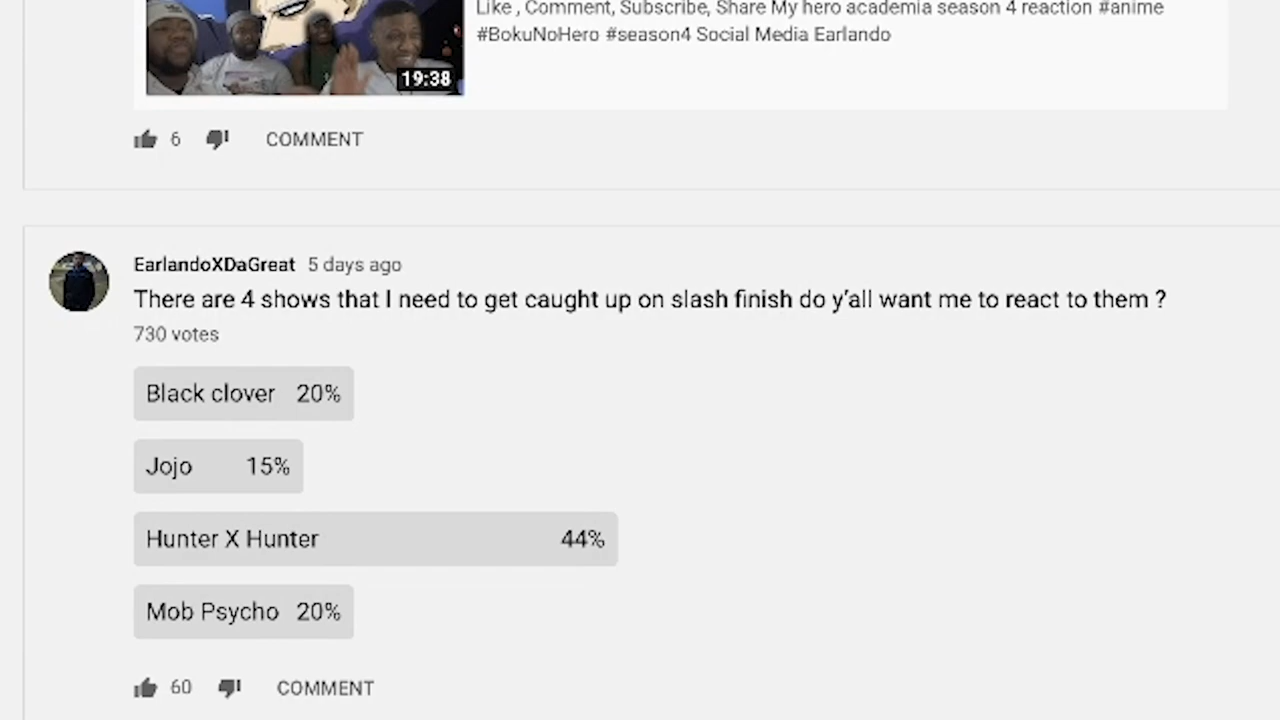 Like , Comment, Subscribe, Share My hero academia season 4 reaction #anime
#BokuNoHero #season4 Social Media Earlando
19:38
6 COMMENT
EarlandoXDaGreat 5 days ago
There are 4 shows that I need to get caught up on slash finish do y'all want me to react to them ?
730 votes
Black clover 20%
Jojo 15%
Hunter X Hunter 44%
Mob Psycho 20%
60 COMMENT